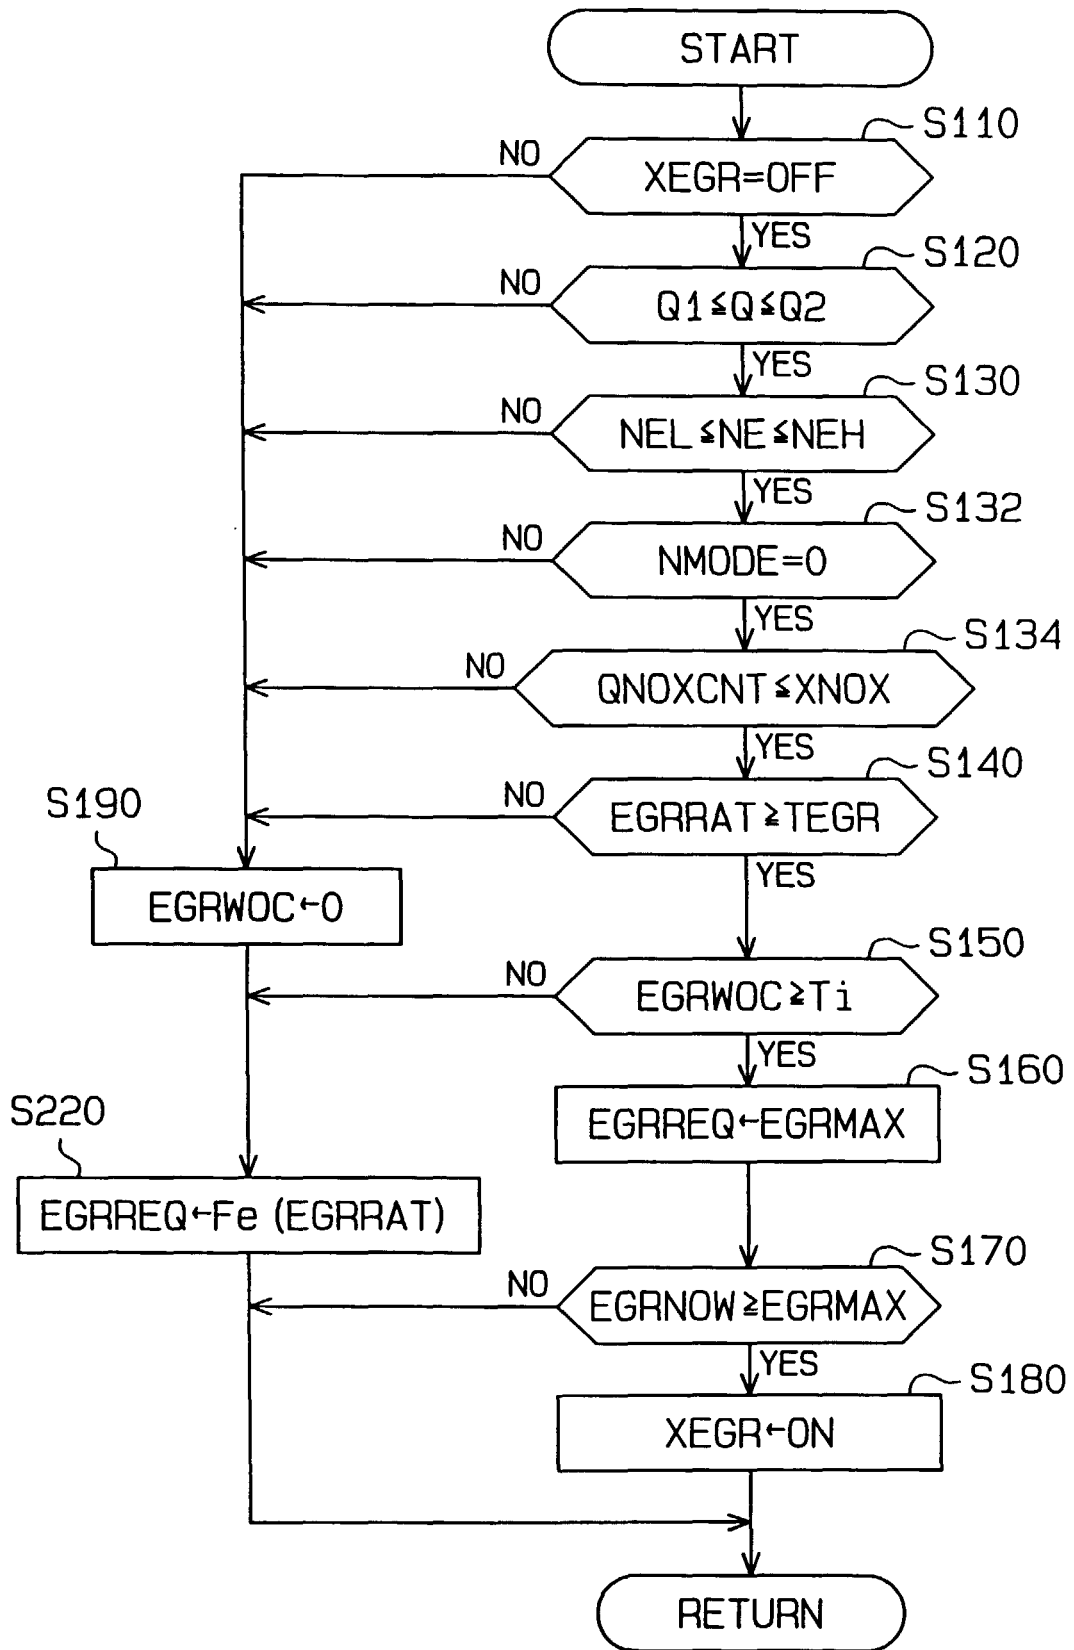 START
S110
XEGR=OFF
NO
YES
S120
Q1≦Q≦Q2
NO
YES
S130
NEL≦NE≦NEH
NO
YES
S132
NMODE=0
NO
YES
S134
QNOXCNT≦XNOX
NO
YES
S140
EGRRAT≧TEGR
NO
YES
S190
EGRWOC←0
S150
EGRWOC≧Ti
NO
YES
S160
EGRREQ←EGRMAX
S220
EGRREQ←Fe (EGRRAT)
S170
EGRNOW≧EGRMAX
NO
YES
S180
XEGR←ON
RETURN